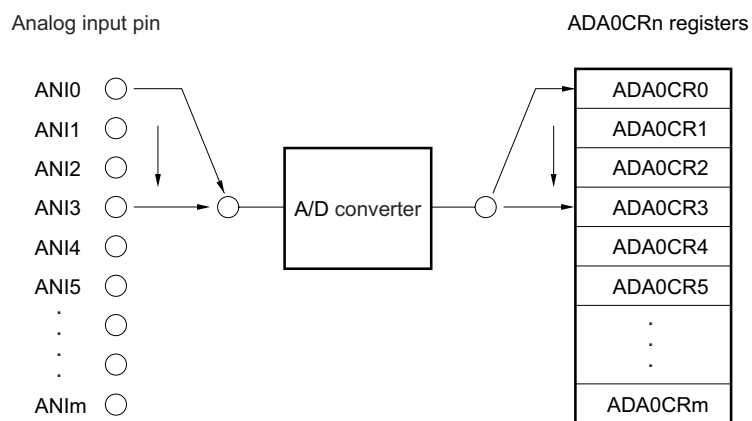 Analog input pin
ADA0CRn registers
ANI0
ANI1
ANI2
ANI3
ANI4
ANI5
.
.
.
.
ANIm
A/D converter
ADA0CR0
ADA0CR1
ADA0CR2
ADA0CR3
ADA0CR4
ADA0CR5
.
.
.
ADA0CRm